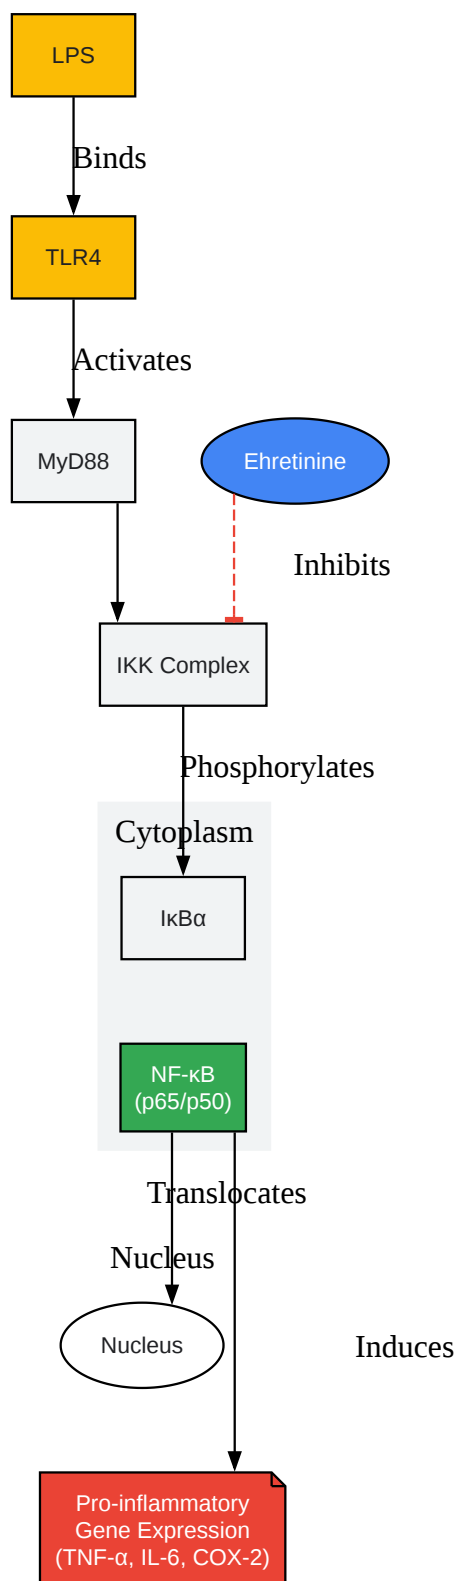 LPS
Binds
TLR4
Activates
MyD88
Ehretinine
Inhibits
IKK Complex
Phosphorylates
Cytoplasm
IκBα
NF-κB
(p65/p50)
Translocates
Nucleus
Nucleus
Induces
Pro-inflammatory
Gene Expression
(TNF-α, IL-6, COX-2)